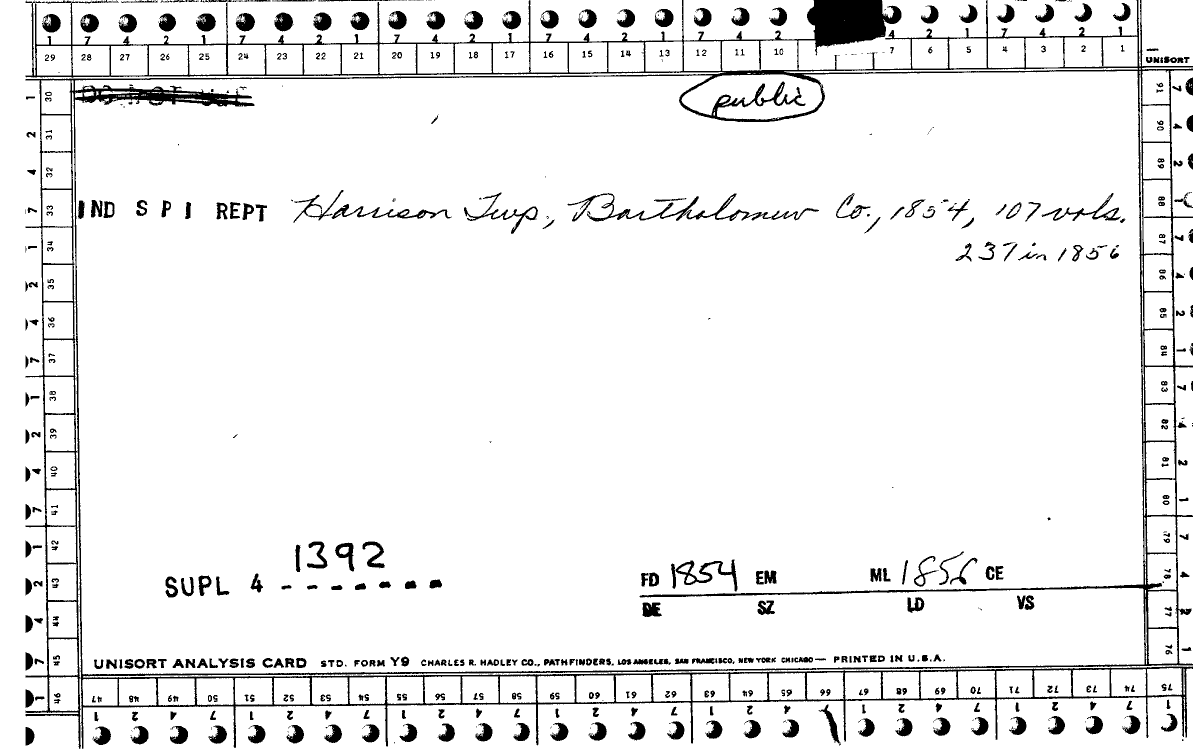 7 4 2 1 7 4 2 1 7 4 2 1 7 4 2 1 7 4 2 4 2 1 7 4 2 1
29 28 27 26 25 24 23 22 21 20 19 18 17 16 15 14 13 12 11 10 7 6 5 4 3 2 1
UNISORT
public
IND S P I REPT Harrison Twp., Bartholomew Co., 1854, 107 vols.
237 in 1856
1392
SUPL 4 - - - - - - -
FD 1854 EM ML 1856 CE
DE SZ LD VS
UNISORT ANALYSIS CARD STD. FORM Y9 CHARLES R. HADLEY CO., PATHFINDERS, LOS ANGELES, SAN FRANCISCO, NEW YORK CHICAGO — PRINTED IN U.S.A.
30 31 32 33 34 35 36 37 38 39 40 41 42 43 44 45 46
47 48 49 50 51 52 53 54 55 56 57 58 59 60 61 62 63 64 65 66 67 68 69 70 71 72 73 74 75
91 90 89 88 87 86 85 84 83 82 81 80 79 78 77 76